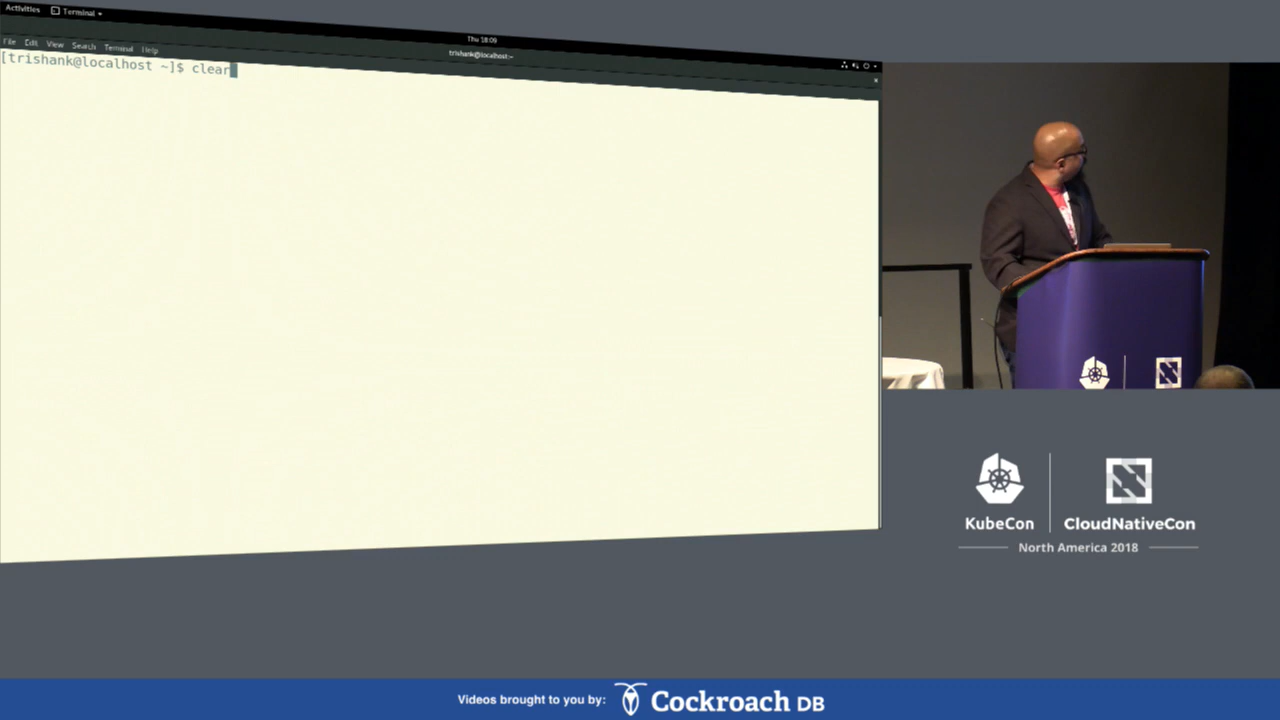 Activities Terminal
Thu 18:09
trishank@localhost:~
File Edit View Search Terminal Help
[trishank@localhost ~]$ clear
KubeCon CloudNativeCon
North America 2018
Videos brought to you by: Cockroach DB